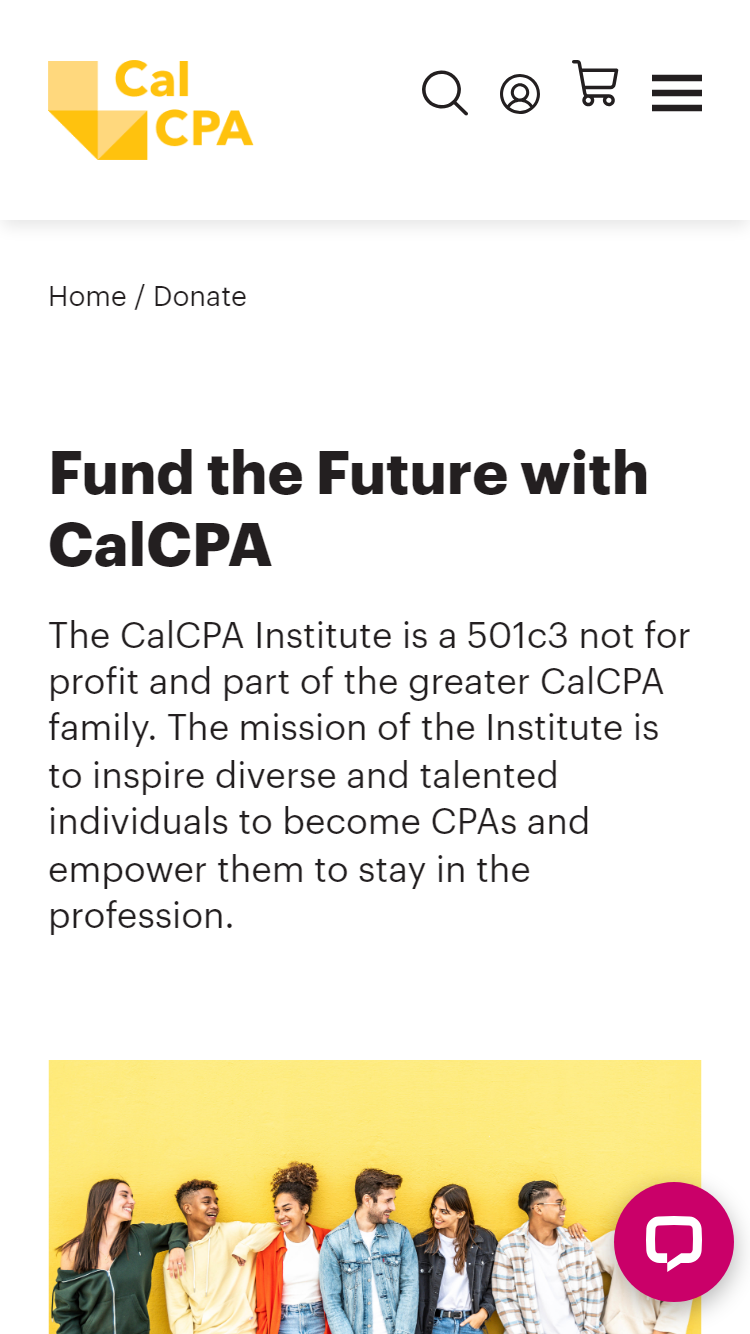 Cal
CPA
Home / Donate
Fund the Future with
CalCPA
The CalCPA Institute is a 501c3 not for
profit and part of the greater CalCPA
family. The mission of the Institute is
to inspire diverse and talented
individuals to become CPAs and
empower them to stay in the
profession.